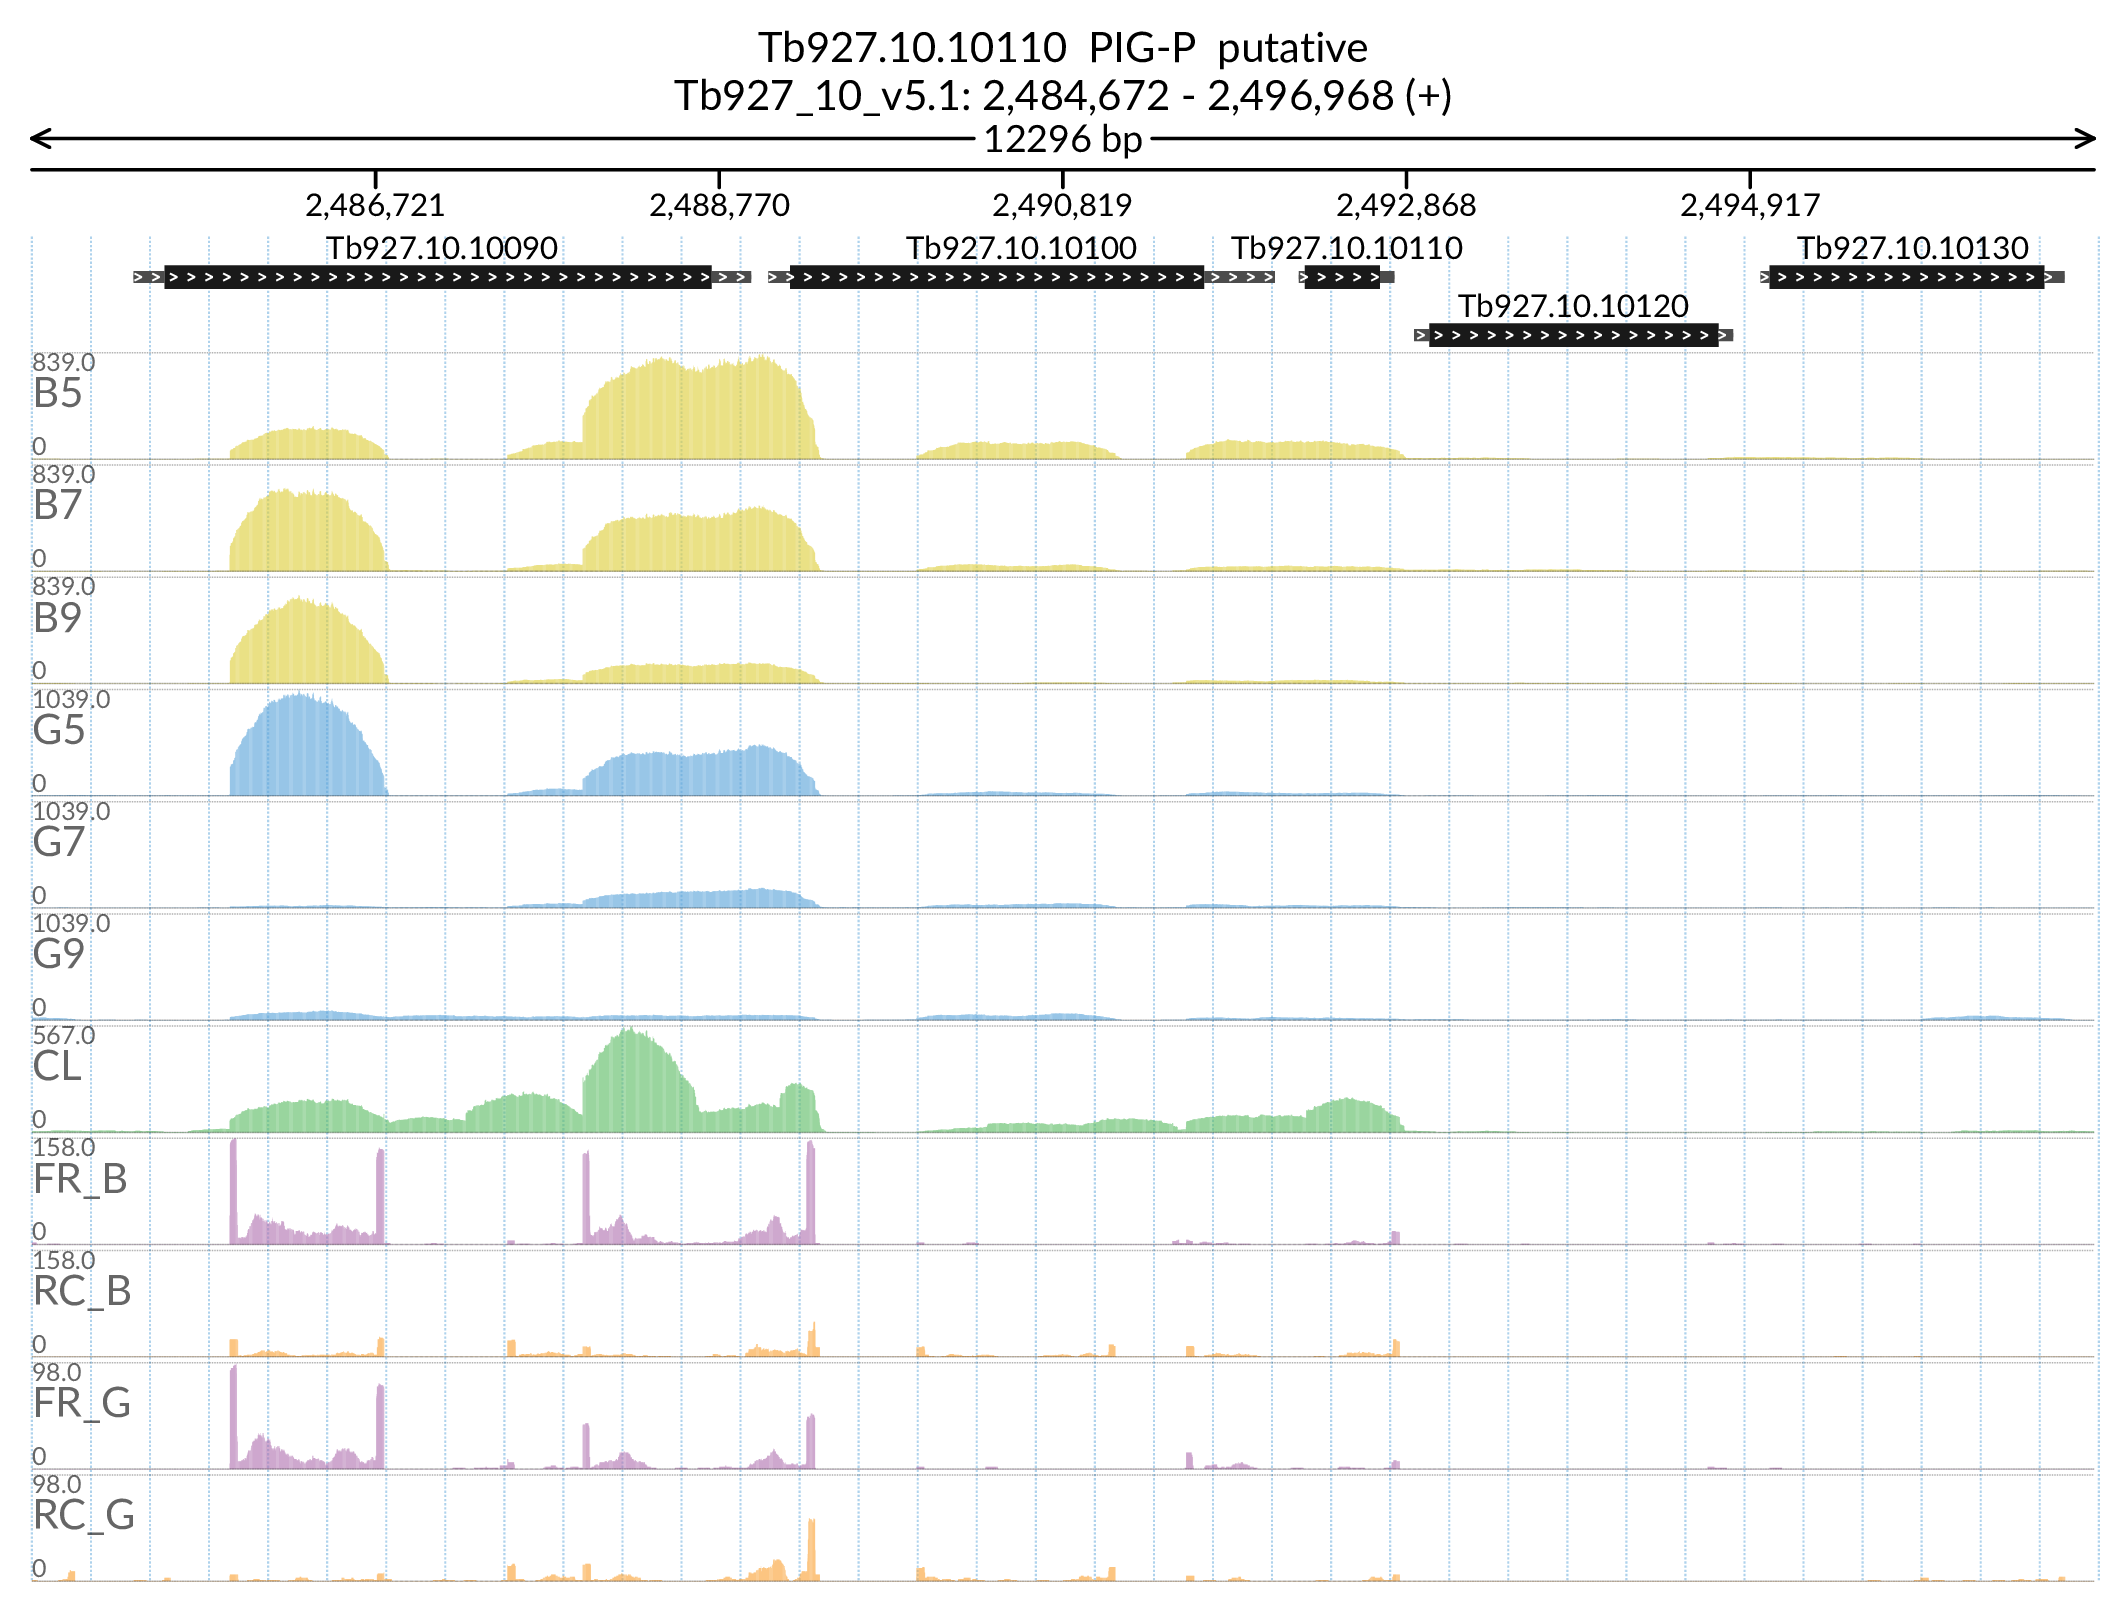 Tb927.10.10110 PIG-P putative
Tb927_10_v5.1: 2,484,672 - 2,496,968 (+)
12296 bp
2,486,721 2,488,770 2,490,819 2,492,868 2,494,917
Tb927.10.10090 Tb927.10.10100 Tb927.10.10110 Tb927.10.10130
Tb927.10.10120
839.0
B5
0
839.0
B7
0
839.0
B9
0
1039.0
G5
0
1039.0
G7
0
1039.0
G9
0
567.0
CL
0
158.0
FR_B
0
158.0
RC_B
0
98.0
FR_G
0
98.0
RC_G
0